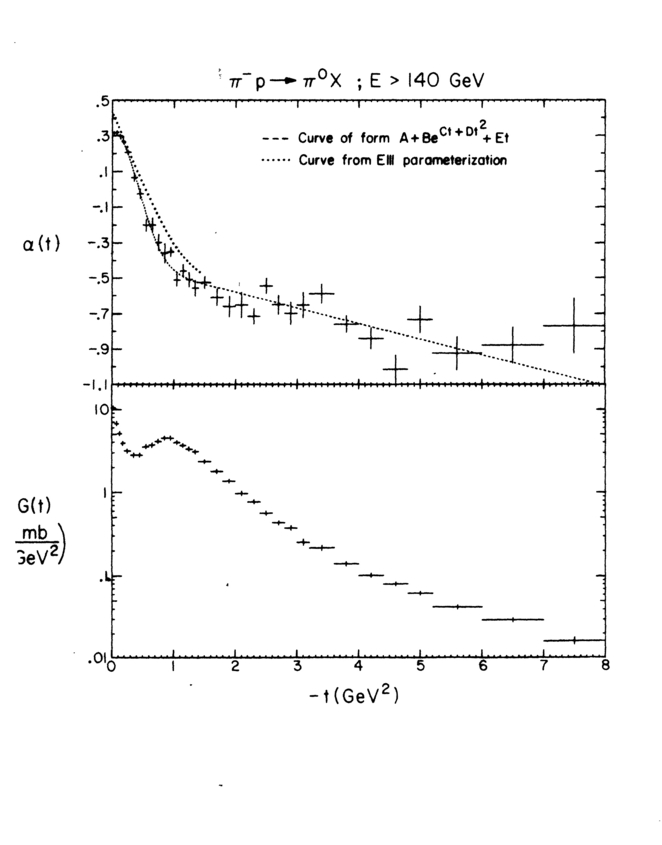 π⁻p → π⁰X ; E > 140 GeV
.5
--- Curve of form A+Be^{Ct+Dt²}+Et
.3
...... Curve from E111 parameterization
.1
-.1
α(t)
-.3
-.5
-.7
-.9
-1.1
10
1
G(t)
mb
GeV²)
.1
.01
0 1 2 3 4 5 6 7 8
-t(GeV²)